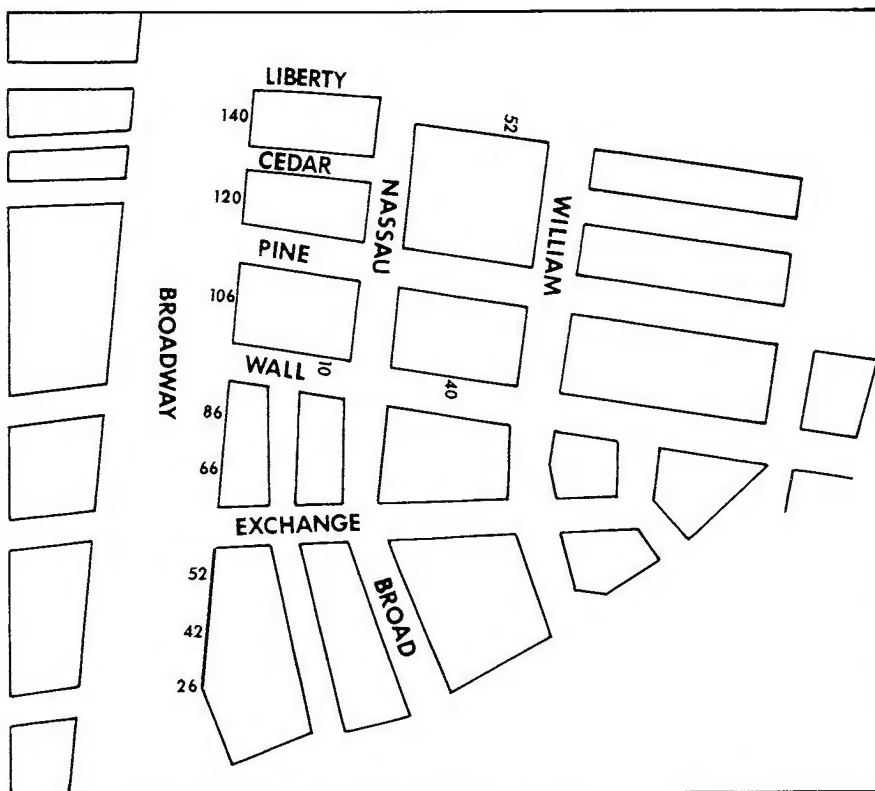 LIBERTY
140
52
CEDAR
120
NASSAU
WILLIAM
PINE
106
BROADWAY
WALL
10
40
86
66
EXCHANGE
52
BROAD
42
26